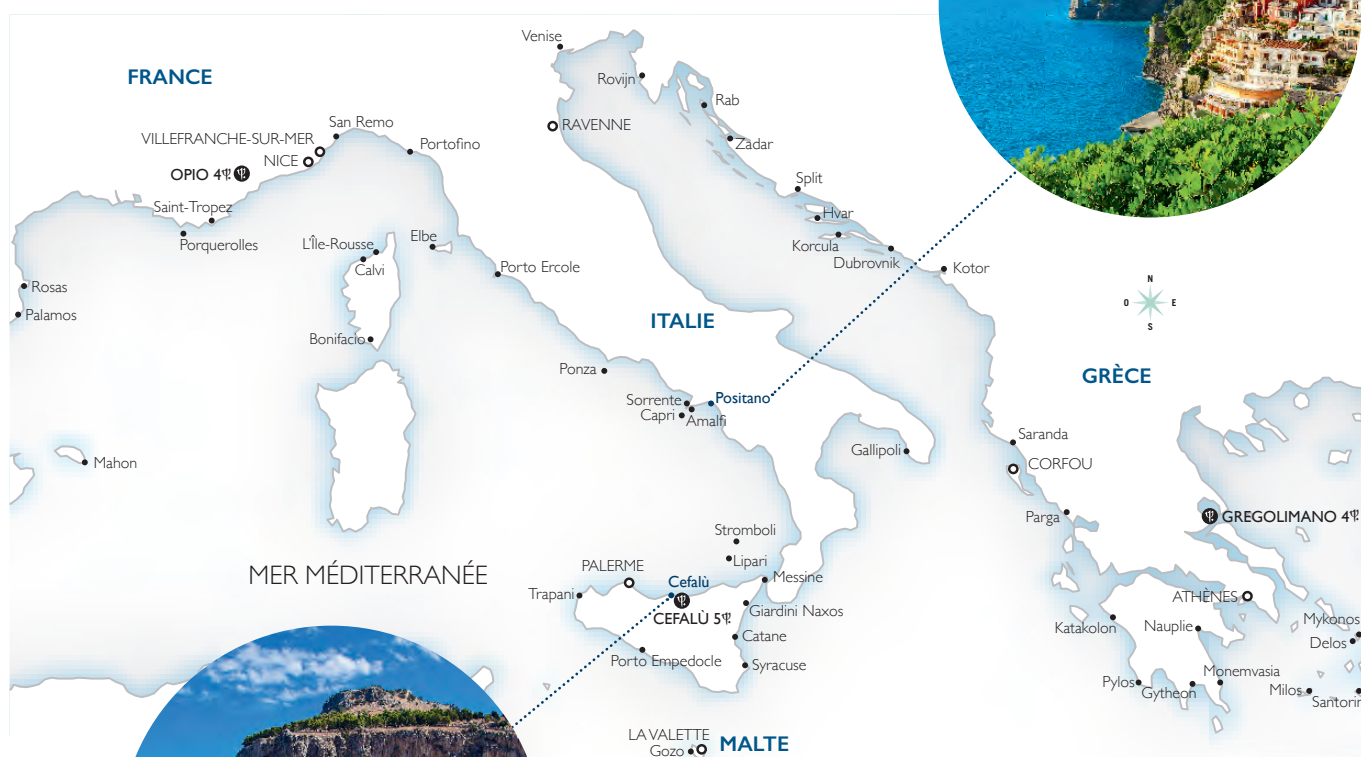 Venise
FRANCE
Rovijn
Rab
San Remo
RAVENNE
VILLEFRANCHE-SUR-MER
Zadar
Portofino
NICE
OPIO 4
Split
Saint-Tropez
Hvar
Elbe
L'Île-Rousse
Porquerolles
Korcula
Dubrovnik
Calvi
Porto Ercole
Kotor
N
O E
S
Rosas
Palamos
ITALIE
Bonifacio
Ponza
GRÈCE
Sorrente
Positano
Capri
Amalfi
Saranda
Gallipoli
Mahon
CORFOU
Parga
GREGOLIMANO 4
Stromboli
Lipari
MER MÉDITERRANÉE
PALERME
Cefalù
Messine
Trapani
ATHÈNES
Giardini Naxos
CEFALÙ 5
Katakolon
Nauplie
Mykonos
Catane
Delos
Porto Empedocle
Syracuse
Monemvasia
Pylos
Gytheon
Milos
Santorin
LA VALETTE
MALTE
Gozo